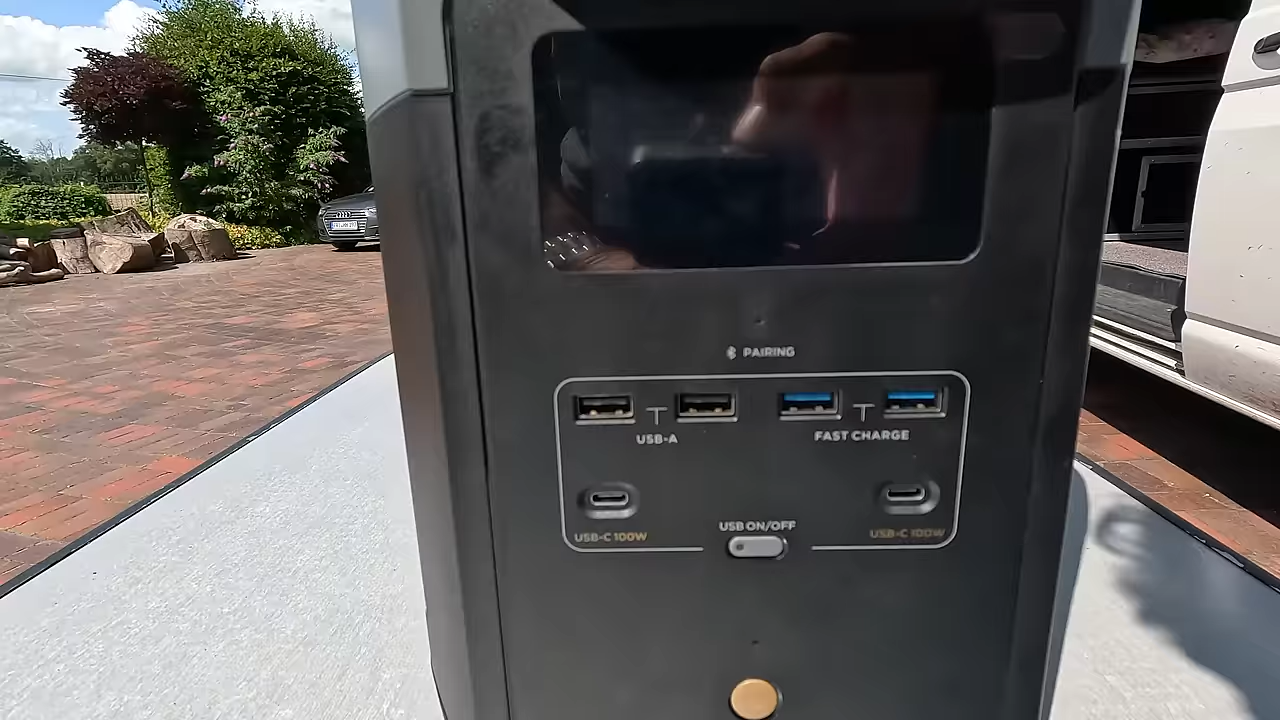 PAIRING
USB-A
FAST CHARGE
USB-C 100W
USB ON/OFF
USB-C 100W